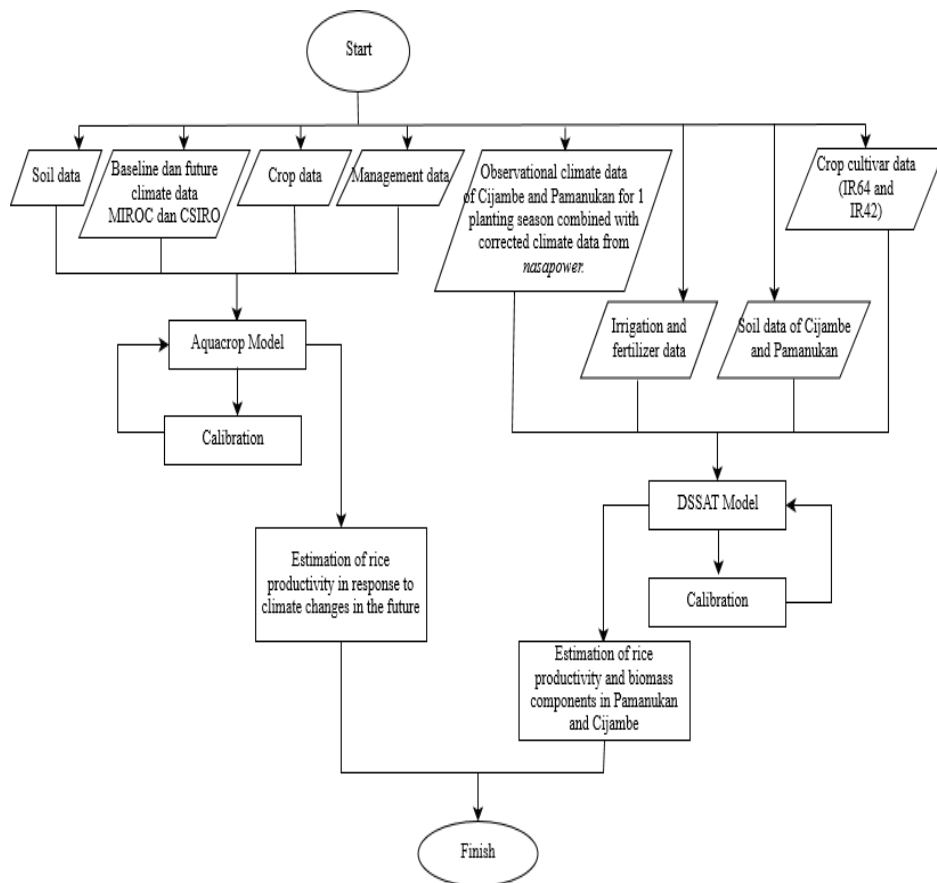 Start
Soil data
Baseline dan future
climate data
MIROC dan CSIRO
Crop data
Management data
Observational climate data
of Cijambe and Pamanukan for 1
planting season combined with
corrected climate data from
nasapower.
Crop cultivar data
(IR64 and
IR42)
Irrigation and
fertilizer data
Soil data of Cijambe
and Pamanukan
Aquacrop Model
Calibration
DSSAT Model
Calibration
Estimation of rice
productivity in response to
climate changes in the future
Estimation of rice
productivity and biomass
components in Pamanukan
and Cijambe
Finish